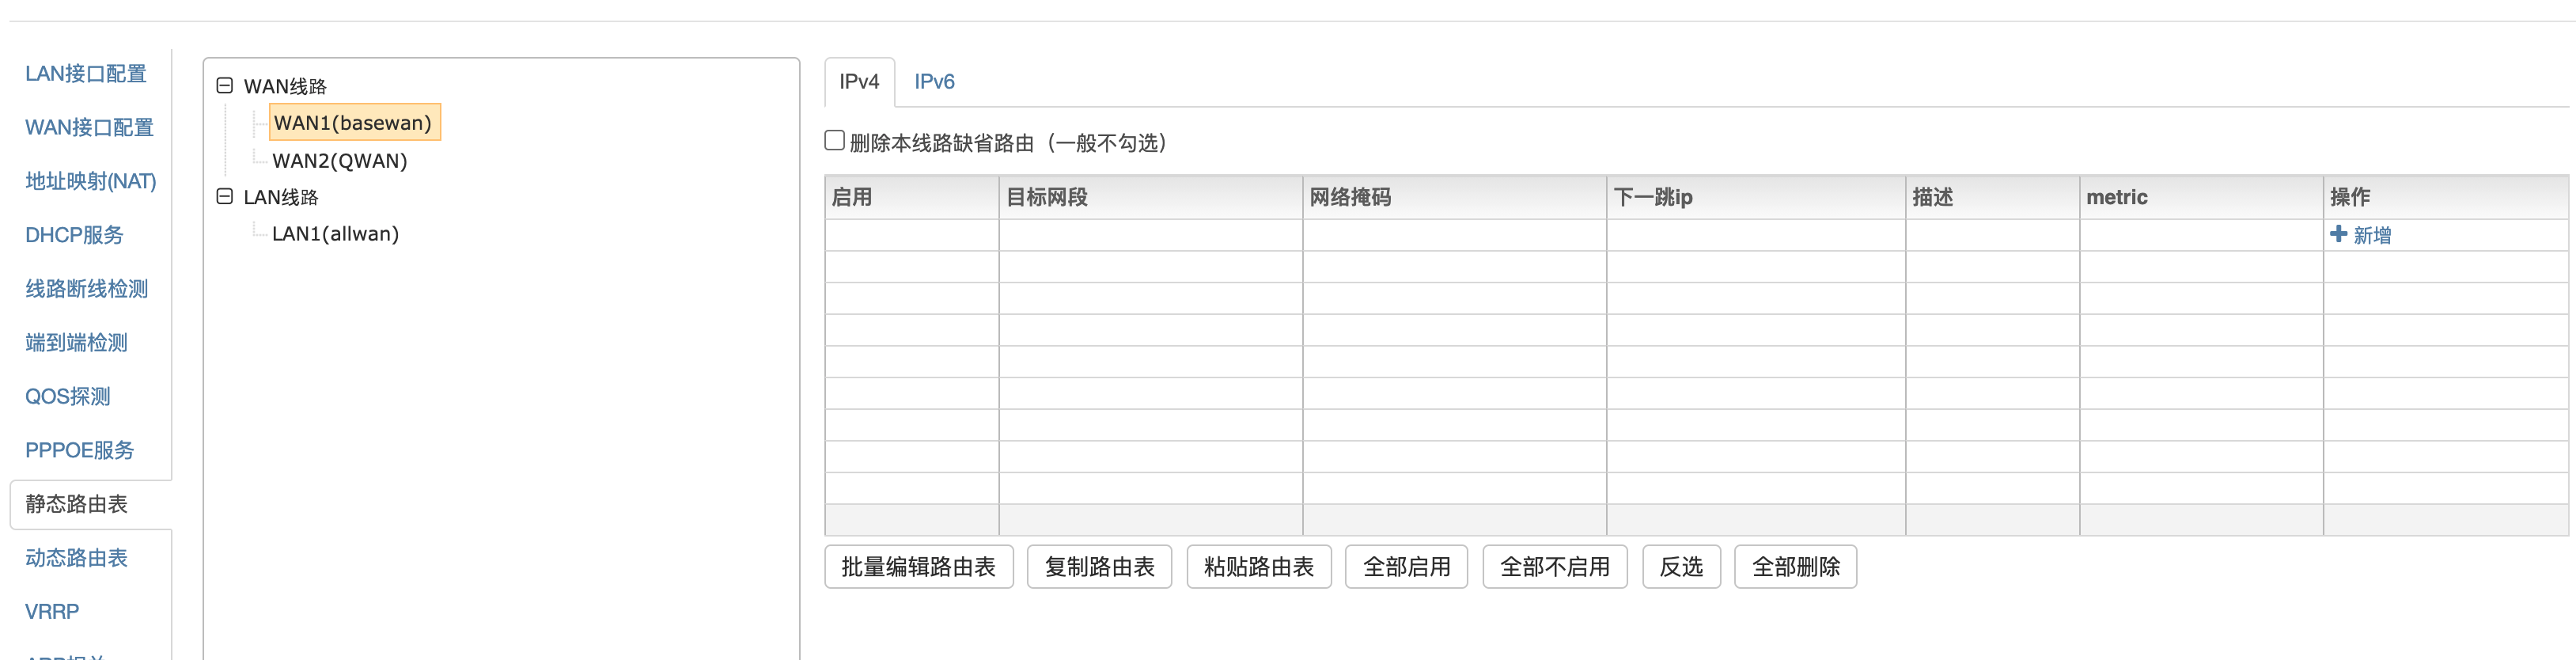 LAN接口配置
WAN接口配置
地址映射(NAT)
DHCP服务
线路断线检测
端到端检测
QOS探测
PPPOE服务
静态路由表
动态路由表
VRRP
WAN线路
WAN1(basewan)
WAN2(QWAN)
LAN线路
LAN1(allwan)
IPv4 IPv6
删除本线路缺省路由（一般不勾选）
启用 目标网段 网络掩码 下一跳ip 描述 metric 操作
新增
批量编辑路由表 复制路由表 粘贴路由表 全部启用 全部不启用 反选 全部删除